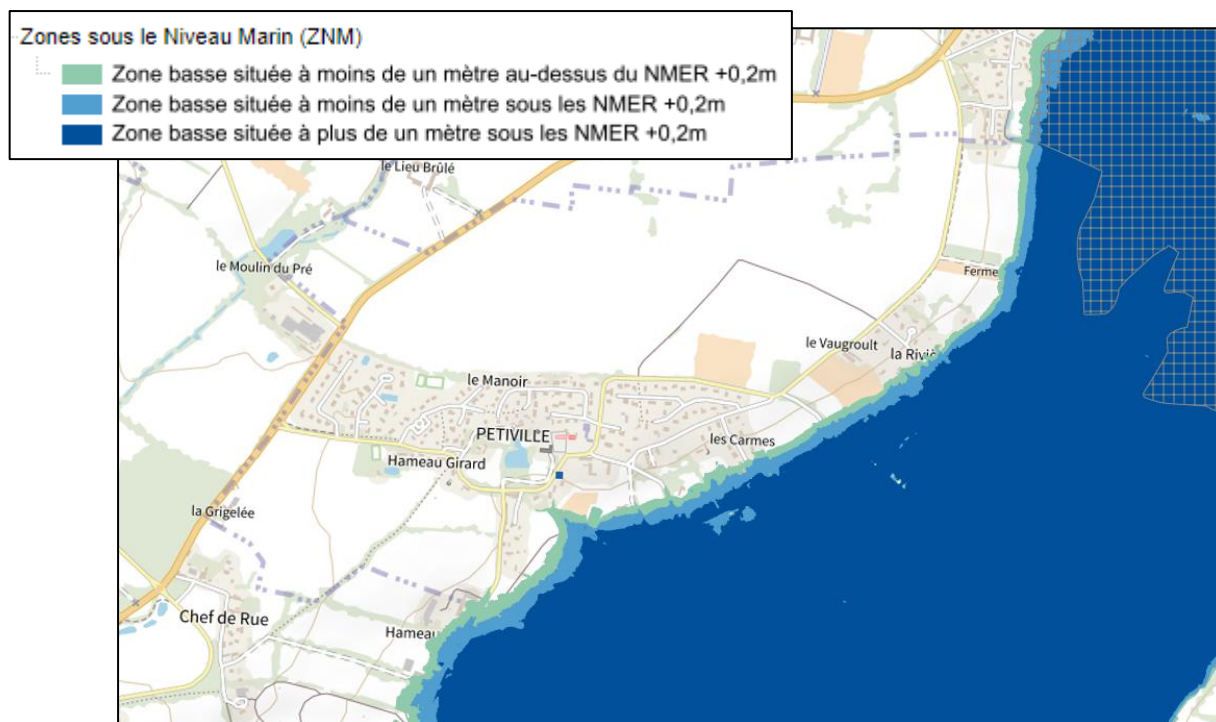 Zones sous le Niveau Marin (ZNM)
Zone basse située à moins de un mètre au-dessus du NMER +0,2m
Zone basse située à moins de un mètre sous les NMER +0,2m
Zone basse située à plus de un mètre sous les NMER +0,2m
le Lieu Brûlé
le Moulin du Pré
Ferme
le Vaugroult
la Riviè
le Manoir
PETIVILLE
les Carmes
Hameau Girard
la Grigelée
Chef de Rue
Hameau